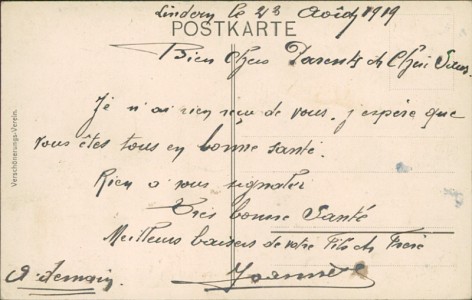 Lindern le 23 Août 1919
POSTKARTE
Bien chers Parents et Chère Sœur.
Je n'ai rien reçu de vous. j'espère que
vous êtes tous en bonne santé.
Rien à vous signaler
Très bonne Santé
Meilleurs baisers de votre Fils et Frère
A demain.
Verschönerungs-Verein.